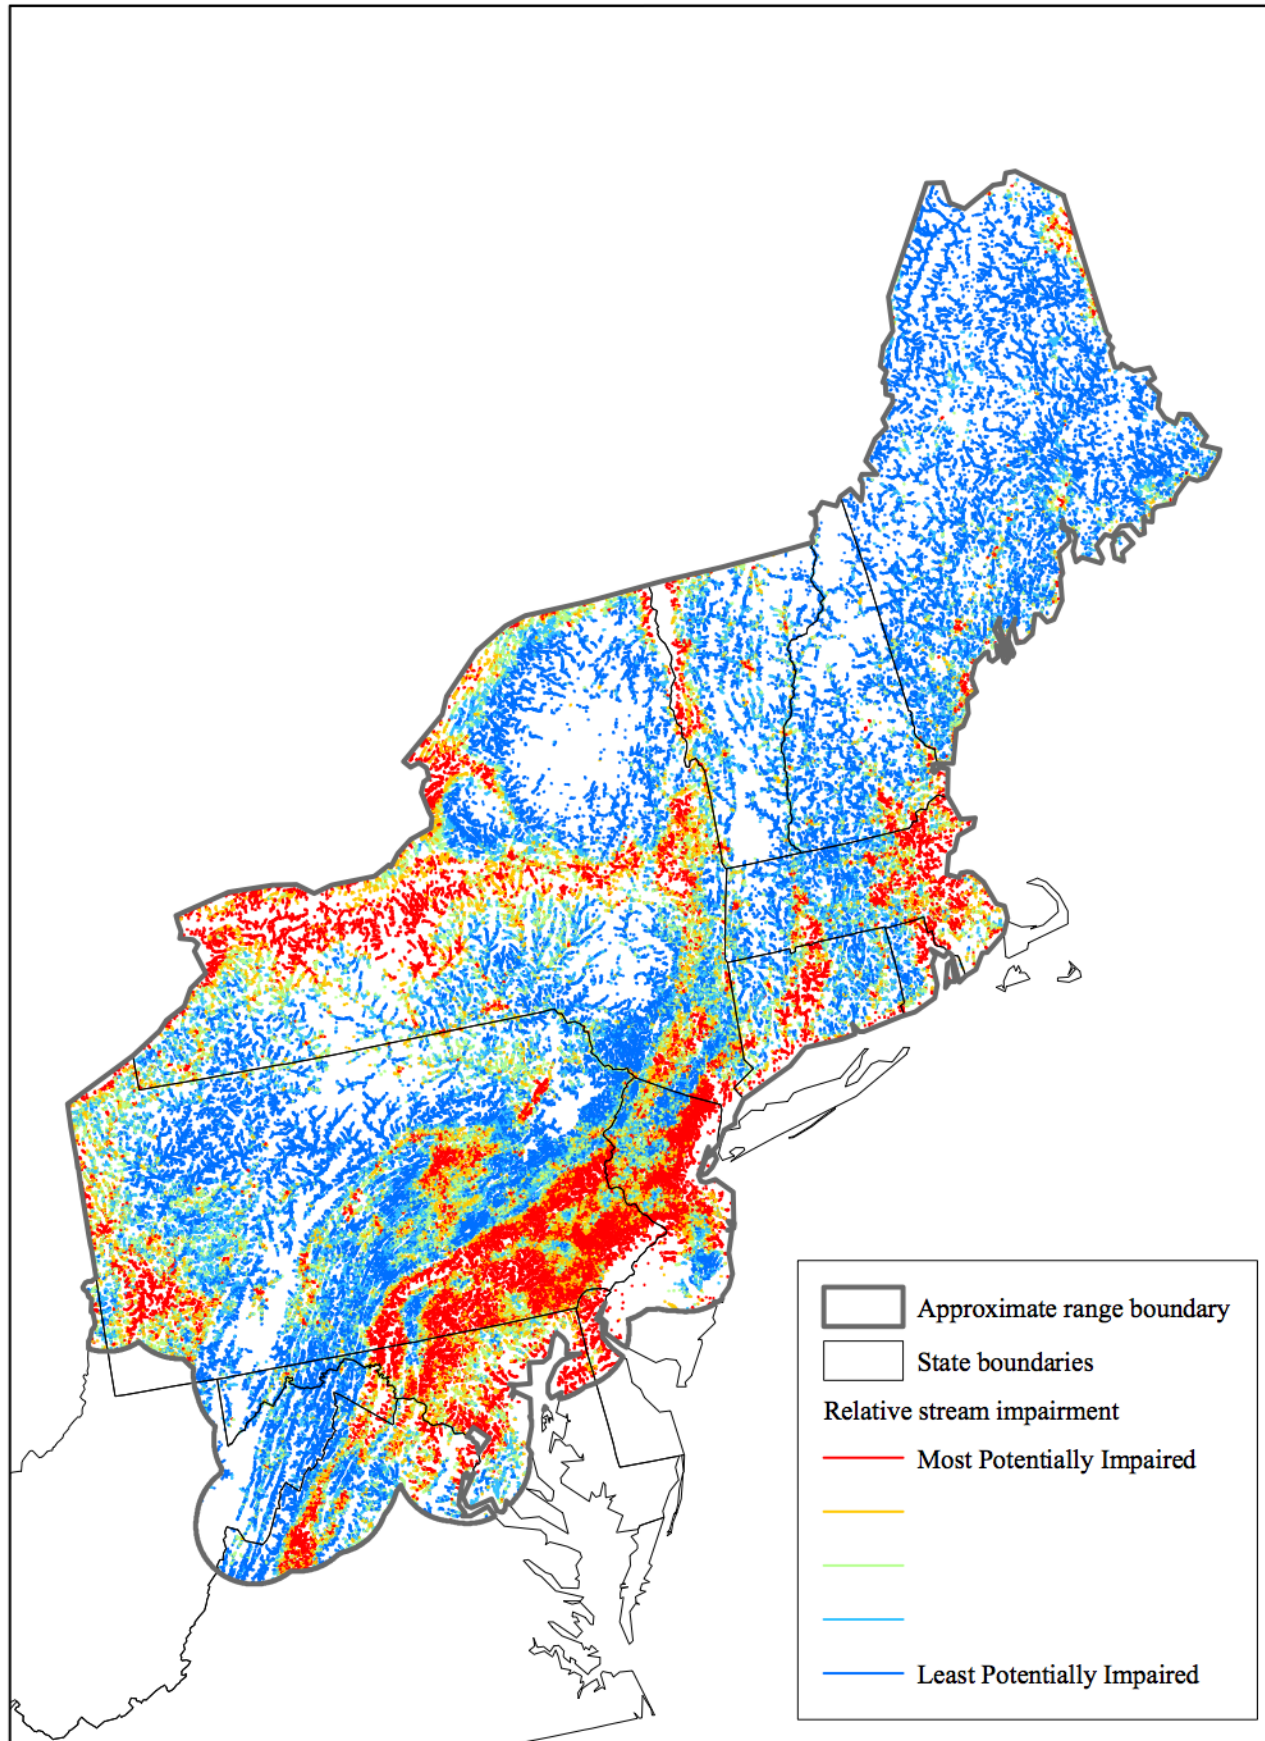 Approximate range boundary
State boundaries
Relative stream impairment
Most Potentially Impaired
Least Potentially Impaired